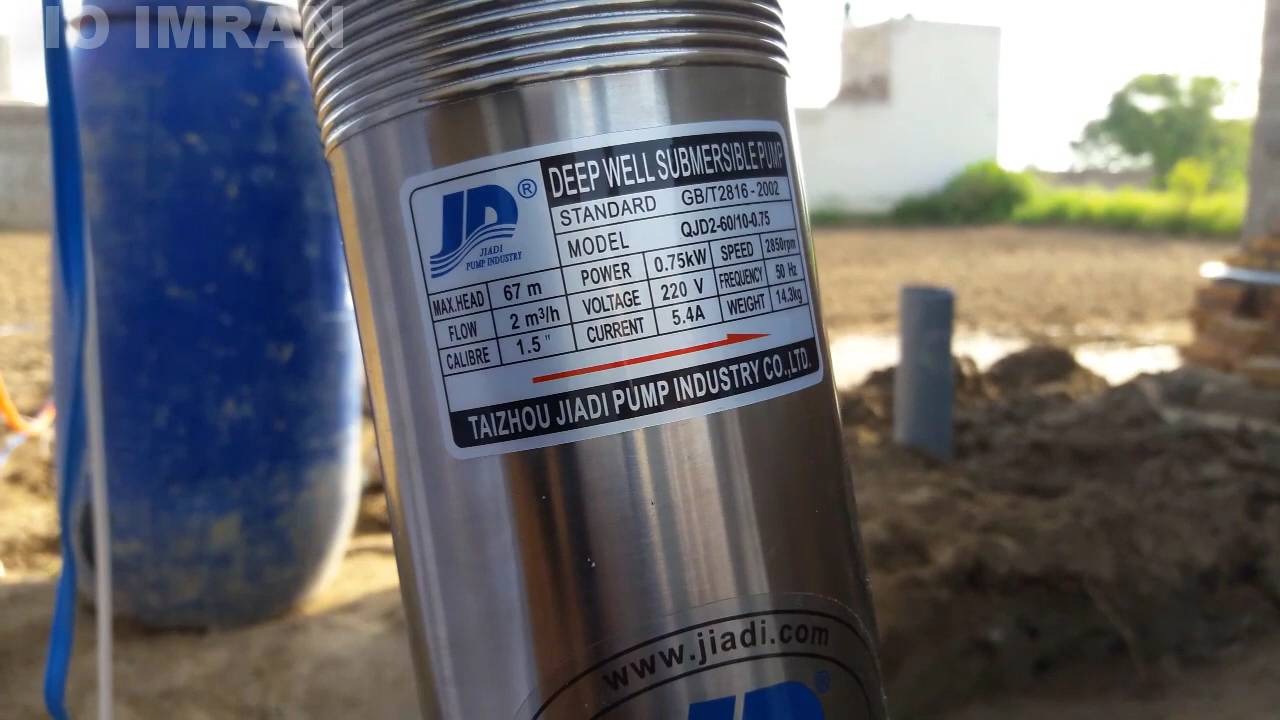 IO IMRAN
JD®
JIADI
PUMP INDUSTRY
DEEP WELL SUBMERSIBLE PUMP
STANDARD GB/T2816-2002
MODEL QJD2-60/10-0.75
MAX.HEAD 67 m POWER 0.75kW SPEED 2850rpm
FLOW 2 m³/h VOLTAGE 220 V FREQUENCY 50 Hz
CALIBRE 1.5" CURRENT 5.4A WEIGHT 14.3kg
TAIZHOU JIADI PUMP INDUSTRY CO.,LTD.
www.jiadi.com
JD®